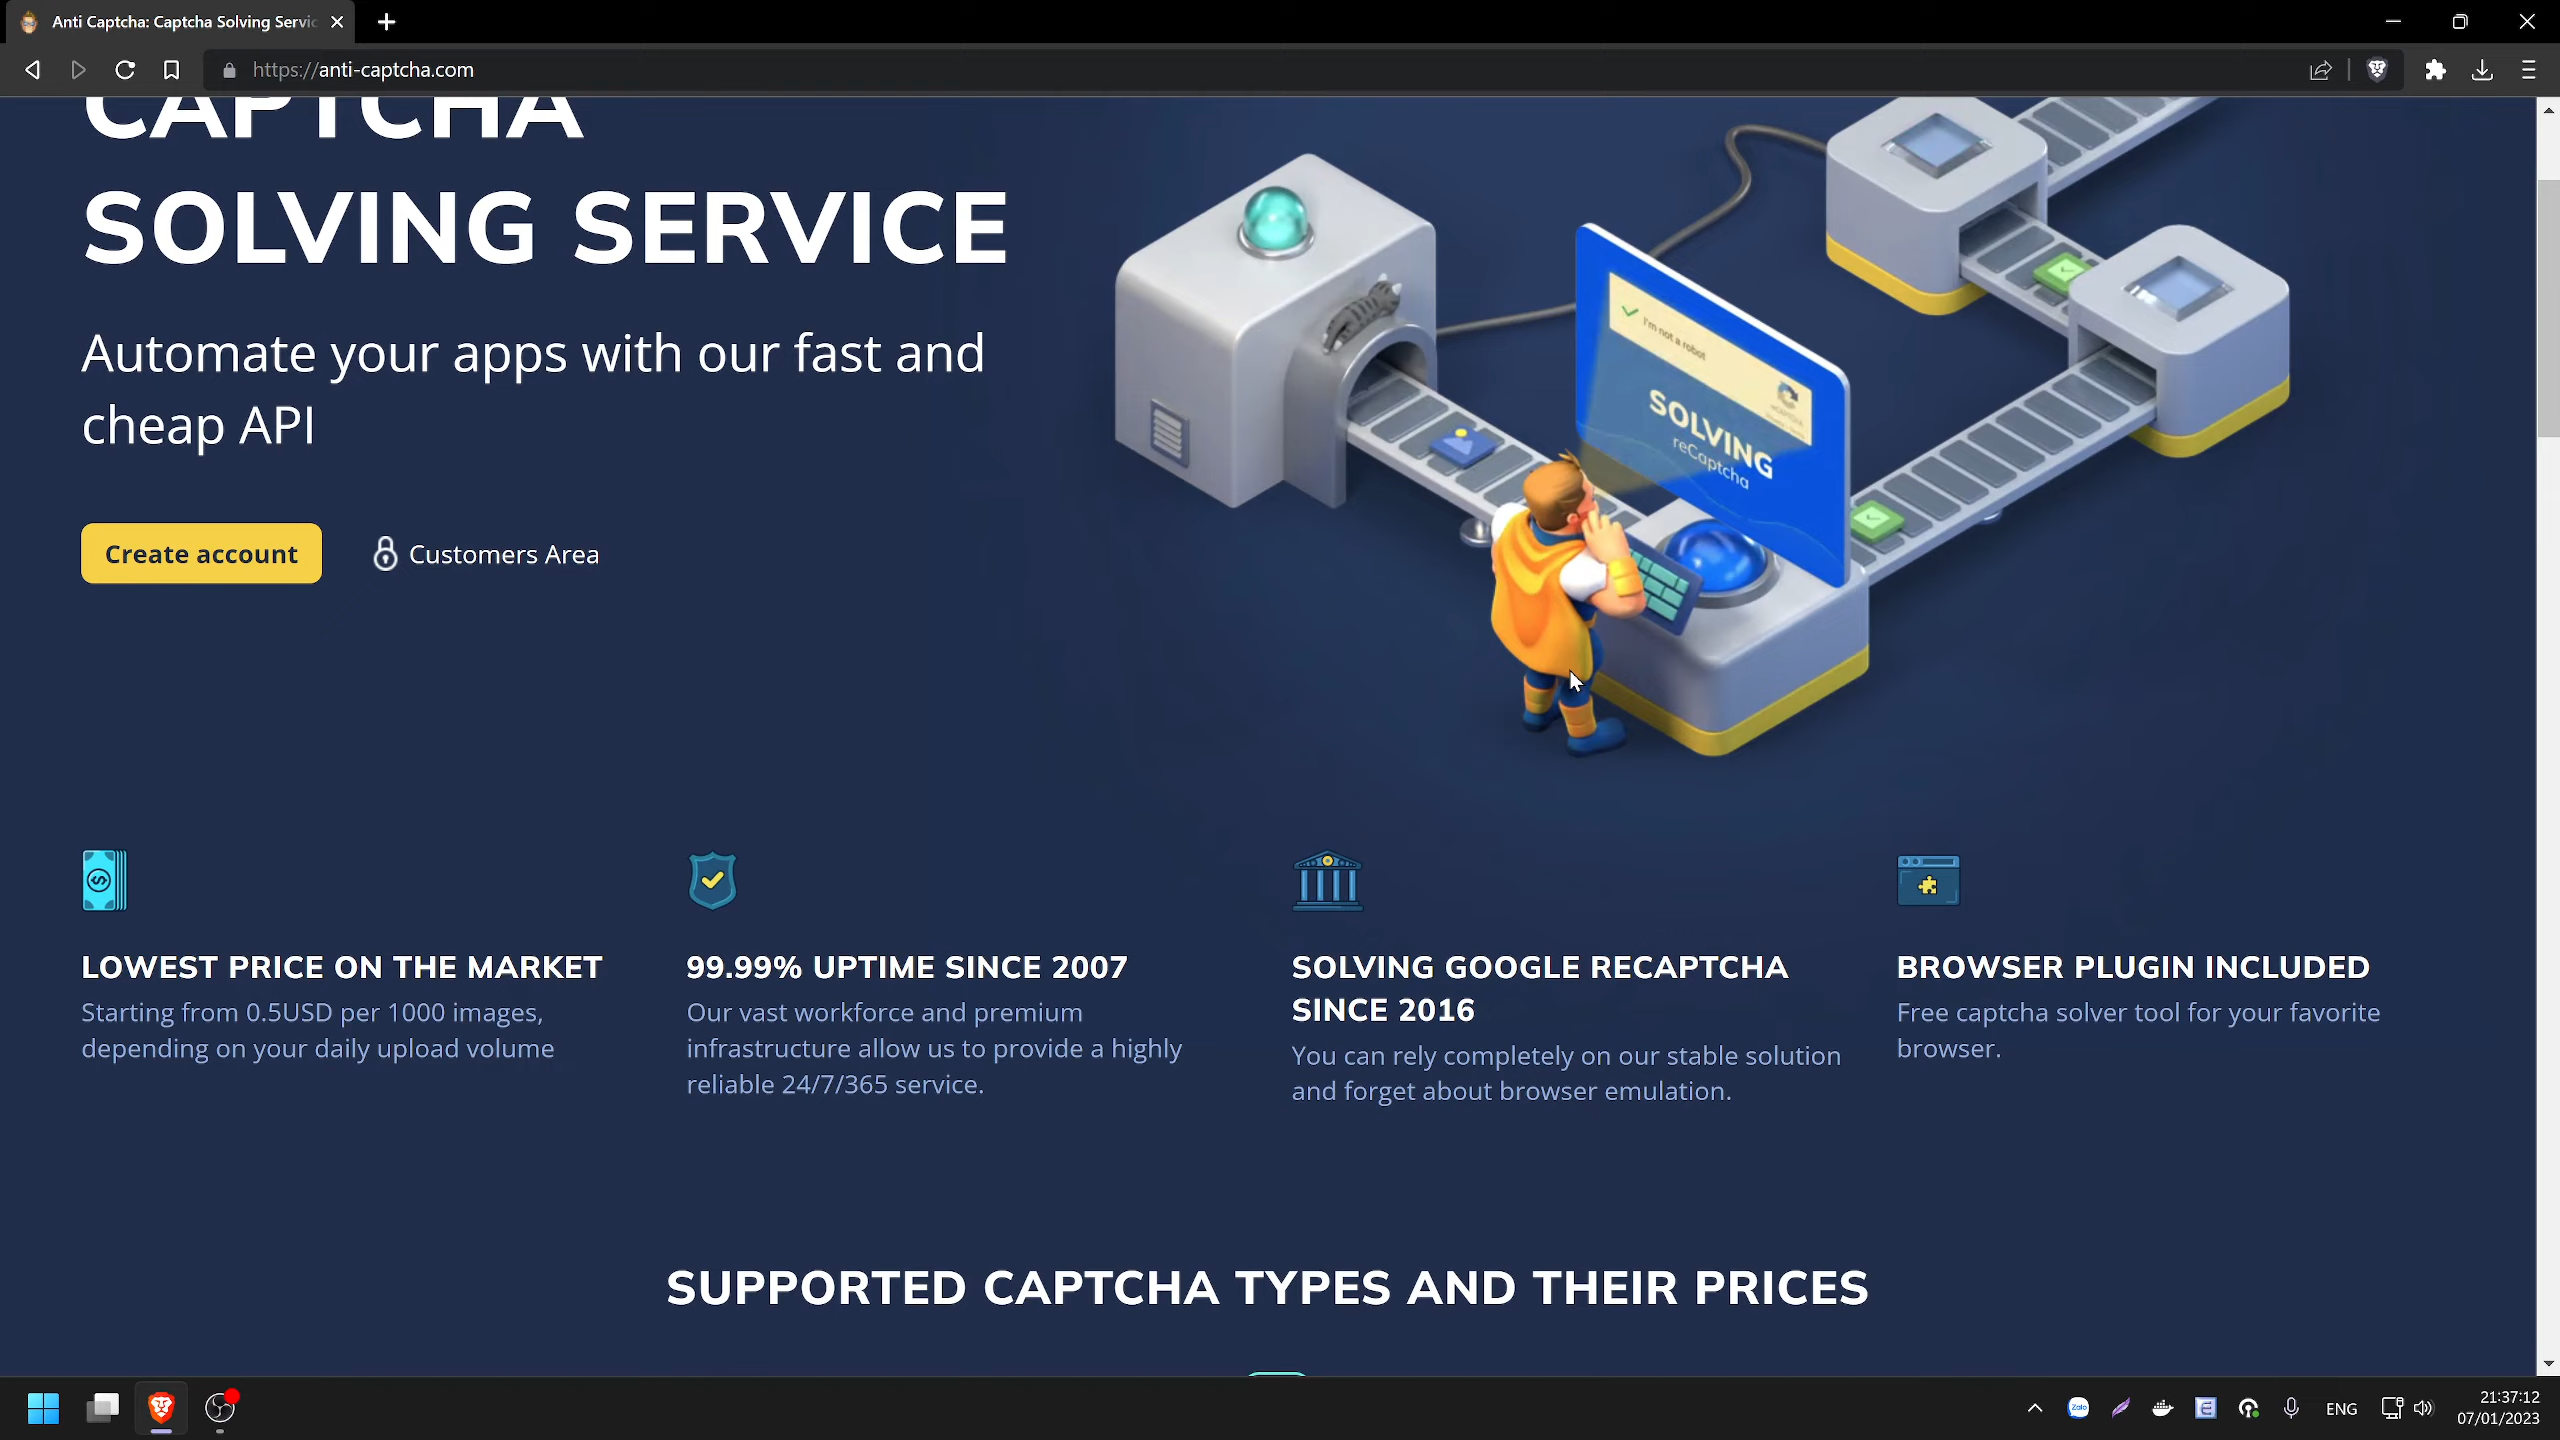 Anti Captcha: Captcha Solving Servic
https://anti-captcha.com
CAPTCHA
SOLVING SERVICE
Automate your apps with our fast and
cheap API
Create account
Customers Area
I'm not a robot
reCAPTCHA
SOLVING
reCaptcha
LOWEST PRICE ON THE MARKET
Starting from 0.5USD per 1000 images,
depending on your daily upload volume
99.99% UPTIME SINCE 2007
Our vast workforce and premium
infrastructure allow us to provide a highly
reliable 24/7/365 service.
SOLVING GOOGLE RECAPTCHA
SINCE 2016
You can rely completely on our stable solution
and forget about browser emulation.
BROWSER PLUGIN INCLUDED
Free captcha solver tool for your favorite
browser.
SUPPORTED CAPTCHA TYPES AND THEIR PRICES
Zalo
ENG
21:37:12
07/01/2023